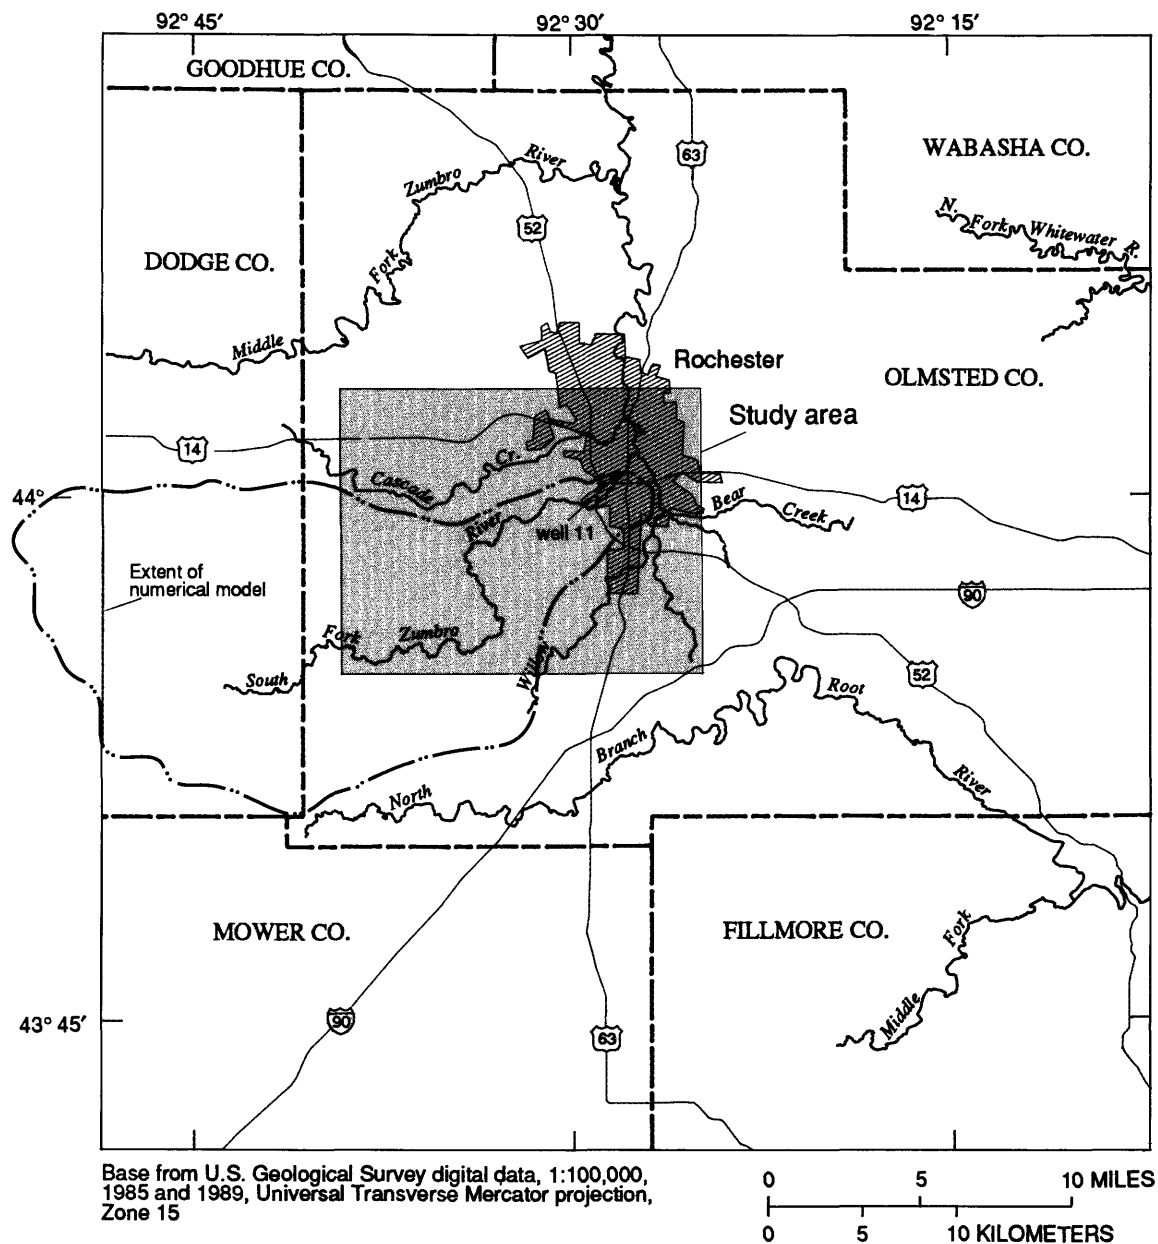 92° 45′ 92° 30′ 92° 15′
GOODHUE CO.
WABASHA CO.
63
River
Zumbro
52
N. Fork Whitewater R.
DODGE CO.
Fork
Middle
Rochester
OLMSTED CO.
Study area
14
Cascade Cr.
44°
14
Bear Creek
River
well 11
Extent of
numerical model
90
South Fork Zumbro
Willow
52
Root
Branch
River
North
MOWER CO.
FILLMORE CO.
Fork
Middle
43° 45′
90
63
Base from U.S. Geological Survey digital data, 1:100,000,
1985 and 1989, Universal Transverse Mercator projection,
Zone 15
0 5 10 MILES
0 5 10 KILOMETERS